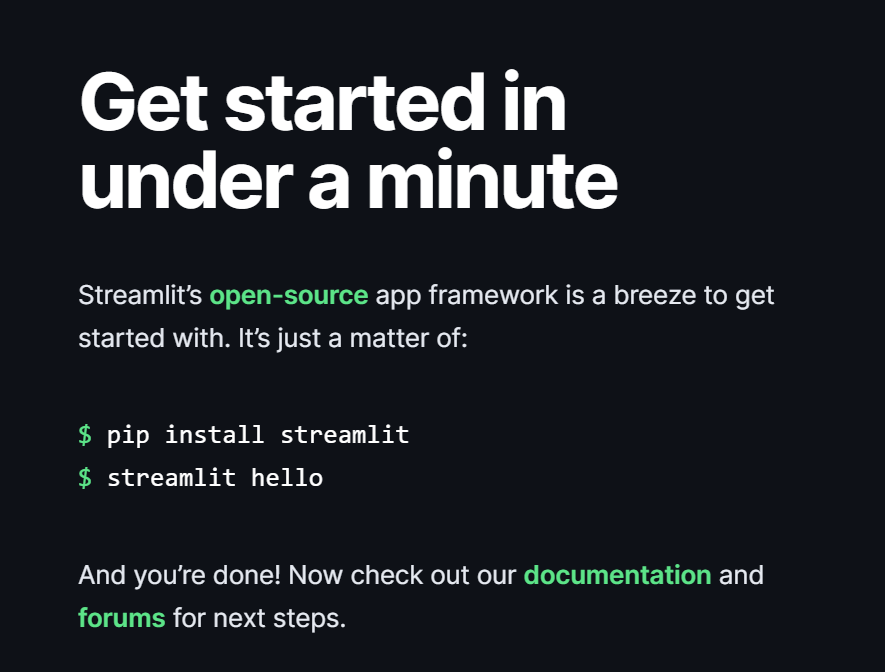 Get started in
under a minute
Streamlit’s open-source app framework is a breeze to get
started with. It’s just a matter of:
$ pip install streamlit
$ streamlit hello
And you’re done! Now check out our documentation and
forums for next steps.